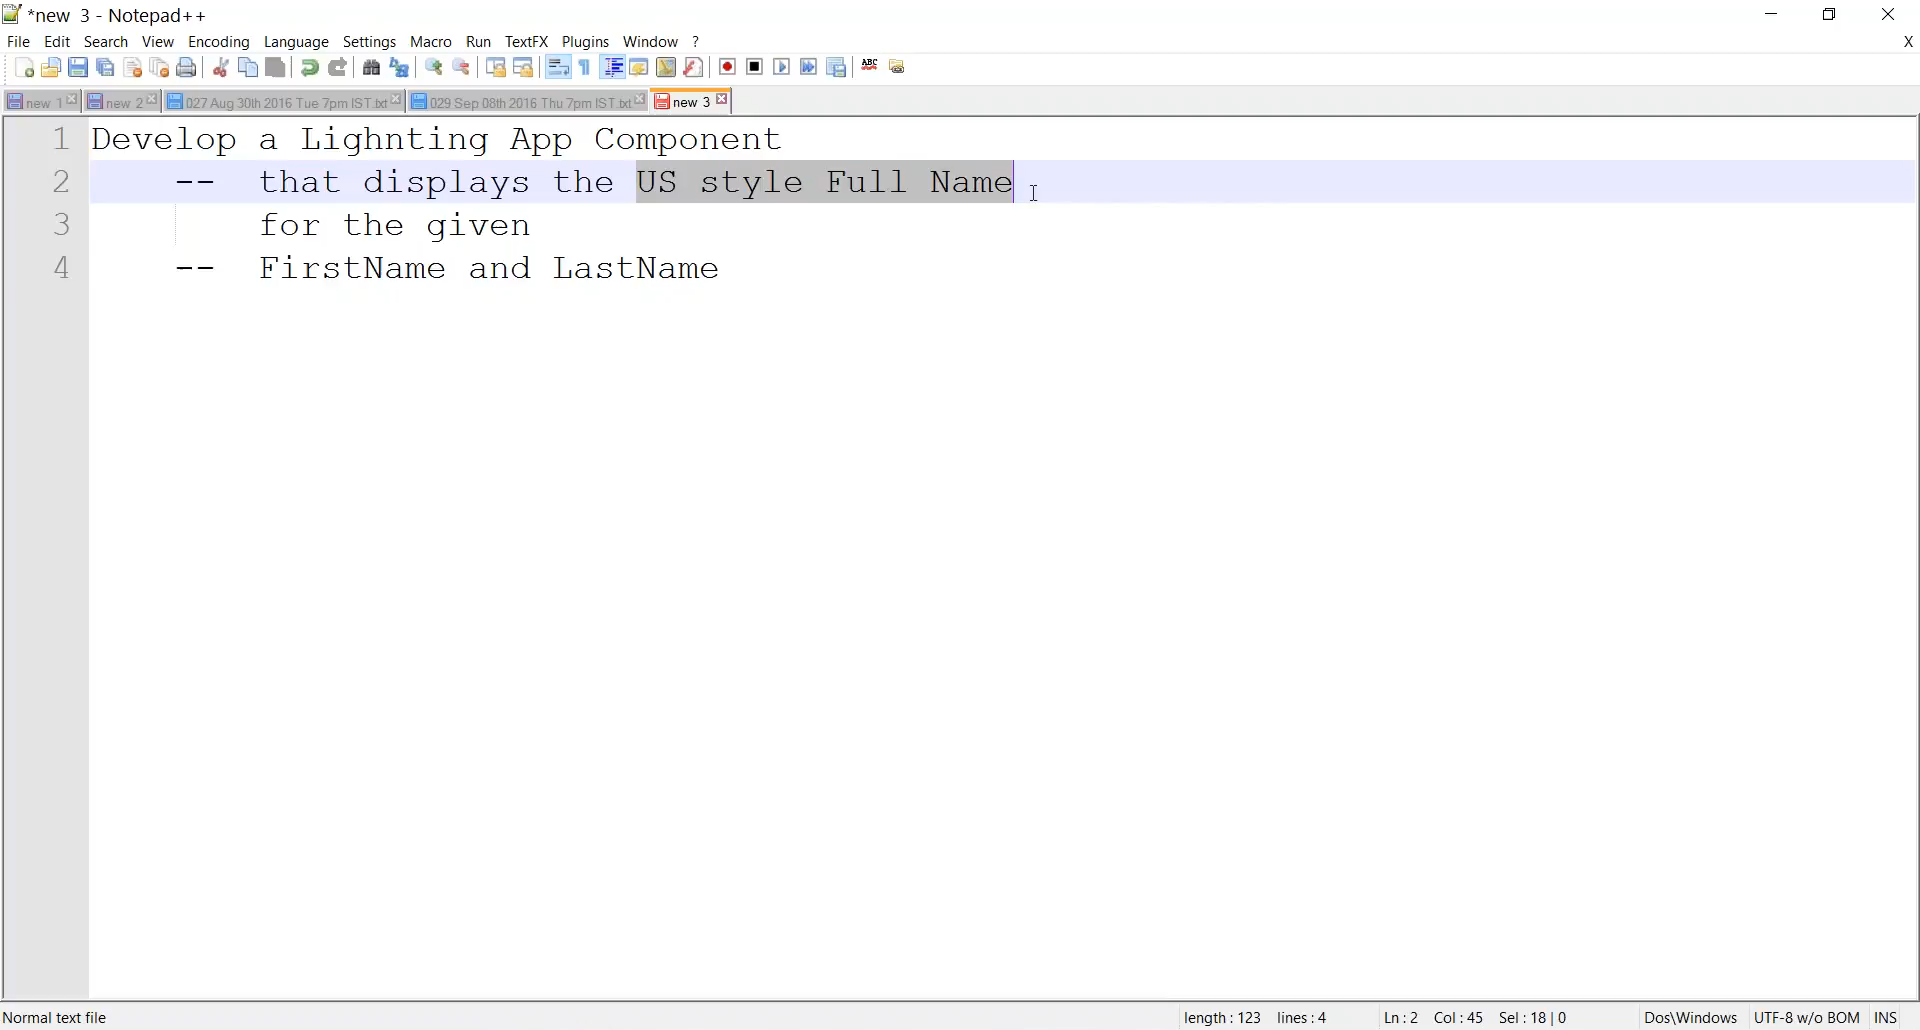 *new 3 - Notepad++
File Edit Search View Encoding Language Settings Macro Run TextFX Plugins Window ?
X
ABC
new 1 new 2 027 Aug 30th 2016 Tue 7pm IST.txt 029 Sep 08th 2016 Thu 7pm IST.txt new 3
1 Develop a Lighnting App Component
2 -- that displays the US style Full Name
3 for the given
4 -- FirstName and LastName
Normal text file length : 123 lines : 4 Ln : 2 Col : 45 Sel : 18 | 0 Dos\Windows UTF-8 w/o BOM INS